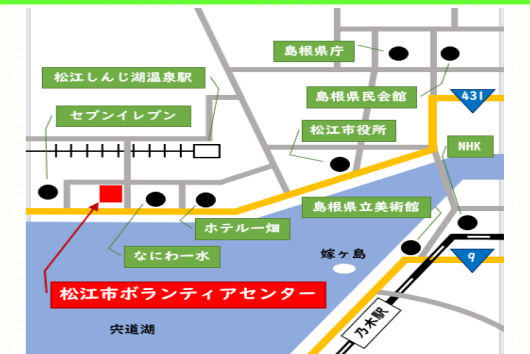 島根県庁
松江しんじ湖温泉駅
島根県民会館
431
セブンイレブン
松江市役所
NHK
島根県立美術館
ホテル一畑
なにわ一水
嫁ヶ島
9
松江市ボランティアセンター
乃木駅
宍道湖